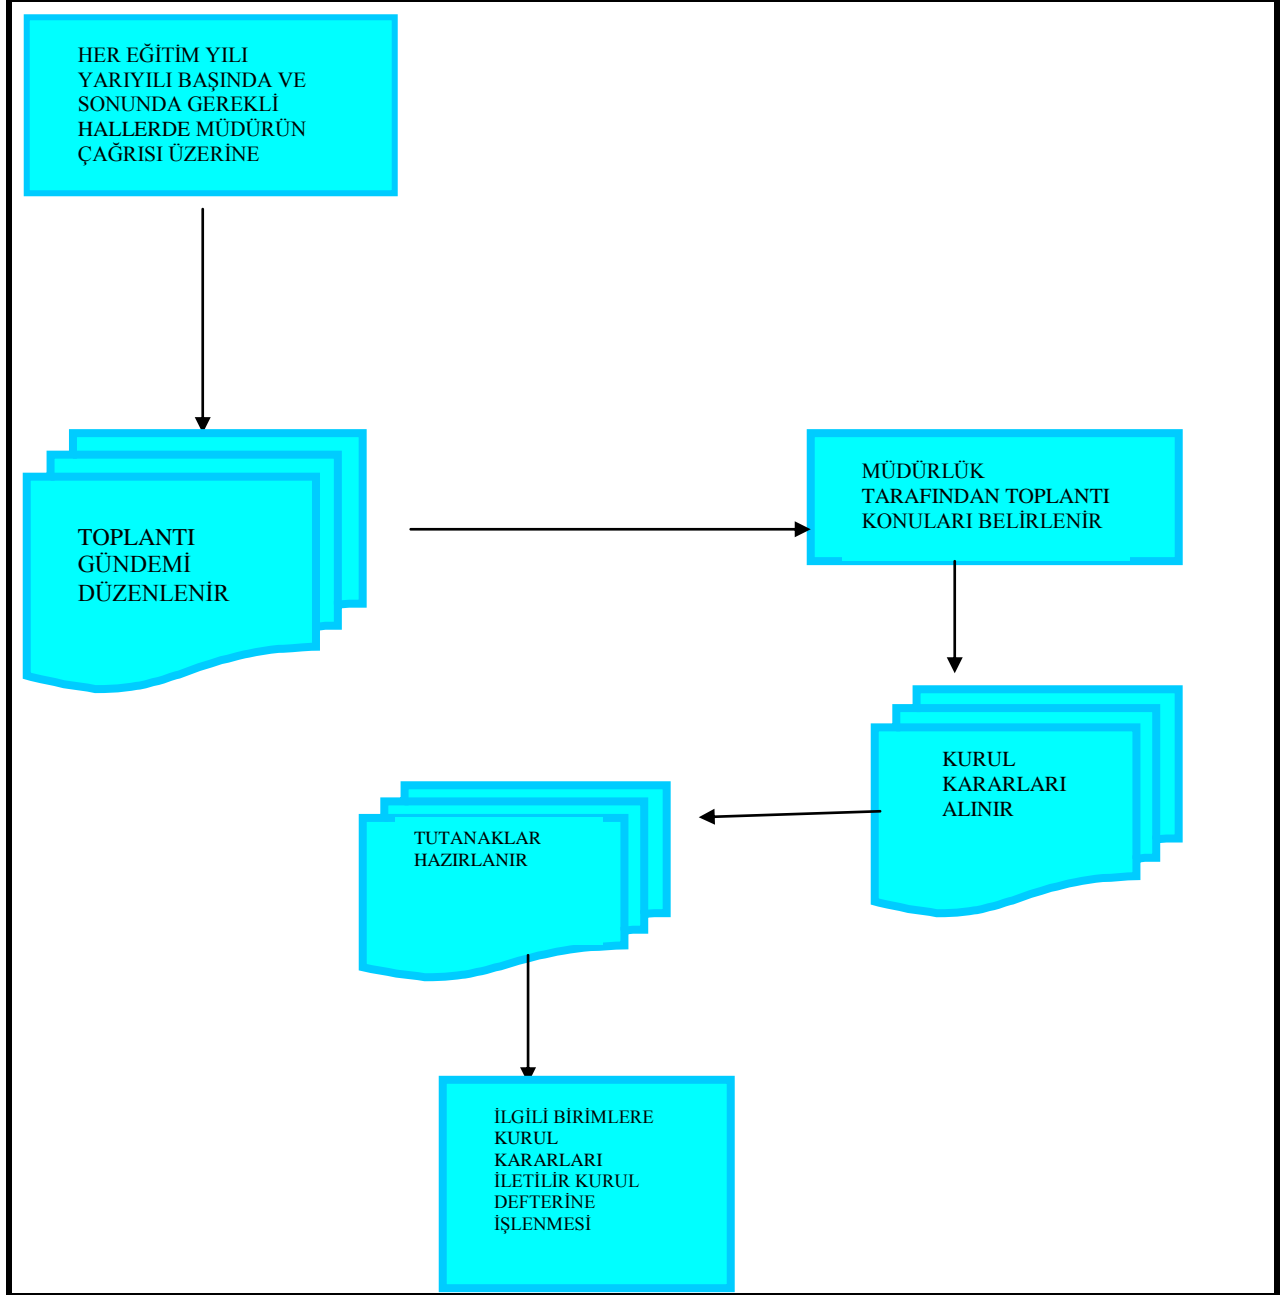 HER EĞİTİM YILI
YARIYILI BAŞINDA VE
SONUNDA GEREKLİ
HALLERDE MÜDÜRÜN
ÇAĞRISI ÜZERİNE
TOPLANTI
GÜNDEMİ
DÜZENLENİR
MÜDÜRLÜK
TARAFINDAN TOPLANTI
KONULARI BELİRLENİR
KURUL
KARARLARI
ALINIR
TUTANAKLAR
HAZIRLANIR
İLGİLİ BİRİMLERE
KURUL
KARARLARI
İLETİLİR KURUL
DEFTERİNE
İŞLENMESİ